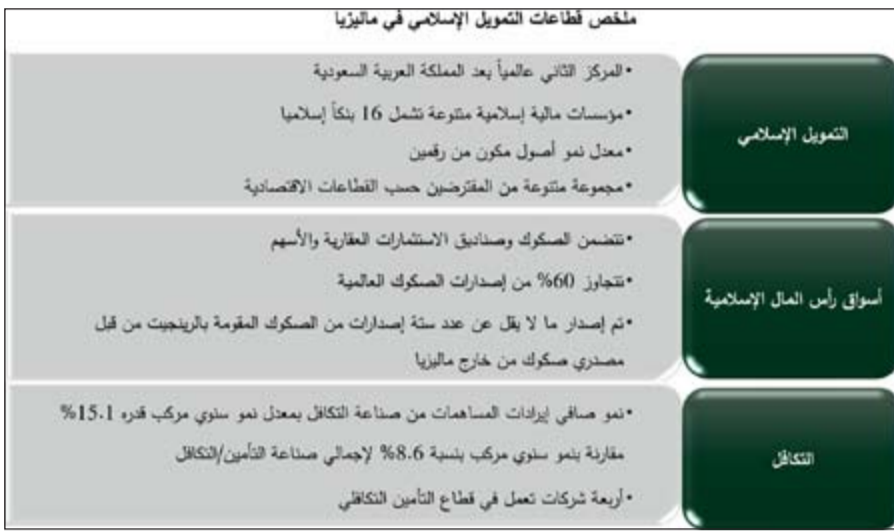 ملخص قطاعات التمويل الإسلامي في ماليزيا
التمويل الإسلامي
•المركز الثاني عالمياً بعد المملكة العربية السعودية
•مؤسسات مالية إسلامية متنوعة تشمل 16 بنكاً إسلاميا
•معدل نمو أصول مكون من رقمين
•مجموعة متنوعة من المقترضين حسب القطاعات الاقتصادية
أسواق رأس المال الإسلامية
•تتضمن الصكوك وصناديق الاستثمارات العقارية والأسهم
•تتجاوز 60% من إصدارات الصكوك العالمية
•تم إصدار ما لا يقل عن عدد ستة إصدارات من الصكوك المقومة بالرينجيت من قبل
مصدري صكوك من خارج ماليزيا
التكافل
•نمو صافي إيرادات المساهمات من صناعة التكافل بمعدل نمو سنوي مركب قدره 15.1%
مقارنة بنمو سنوي مركب بنسبة 8.6% لإجمالي صناعة التأمين/التكافل
•أربعة شركات تعمل في قطاع التأمين التكافلي